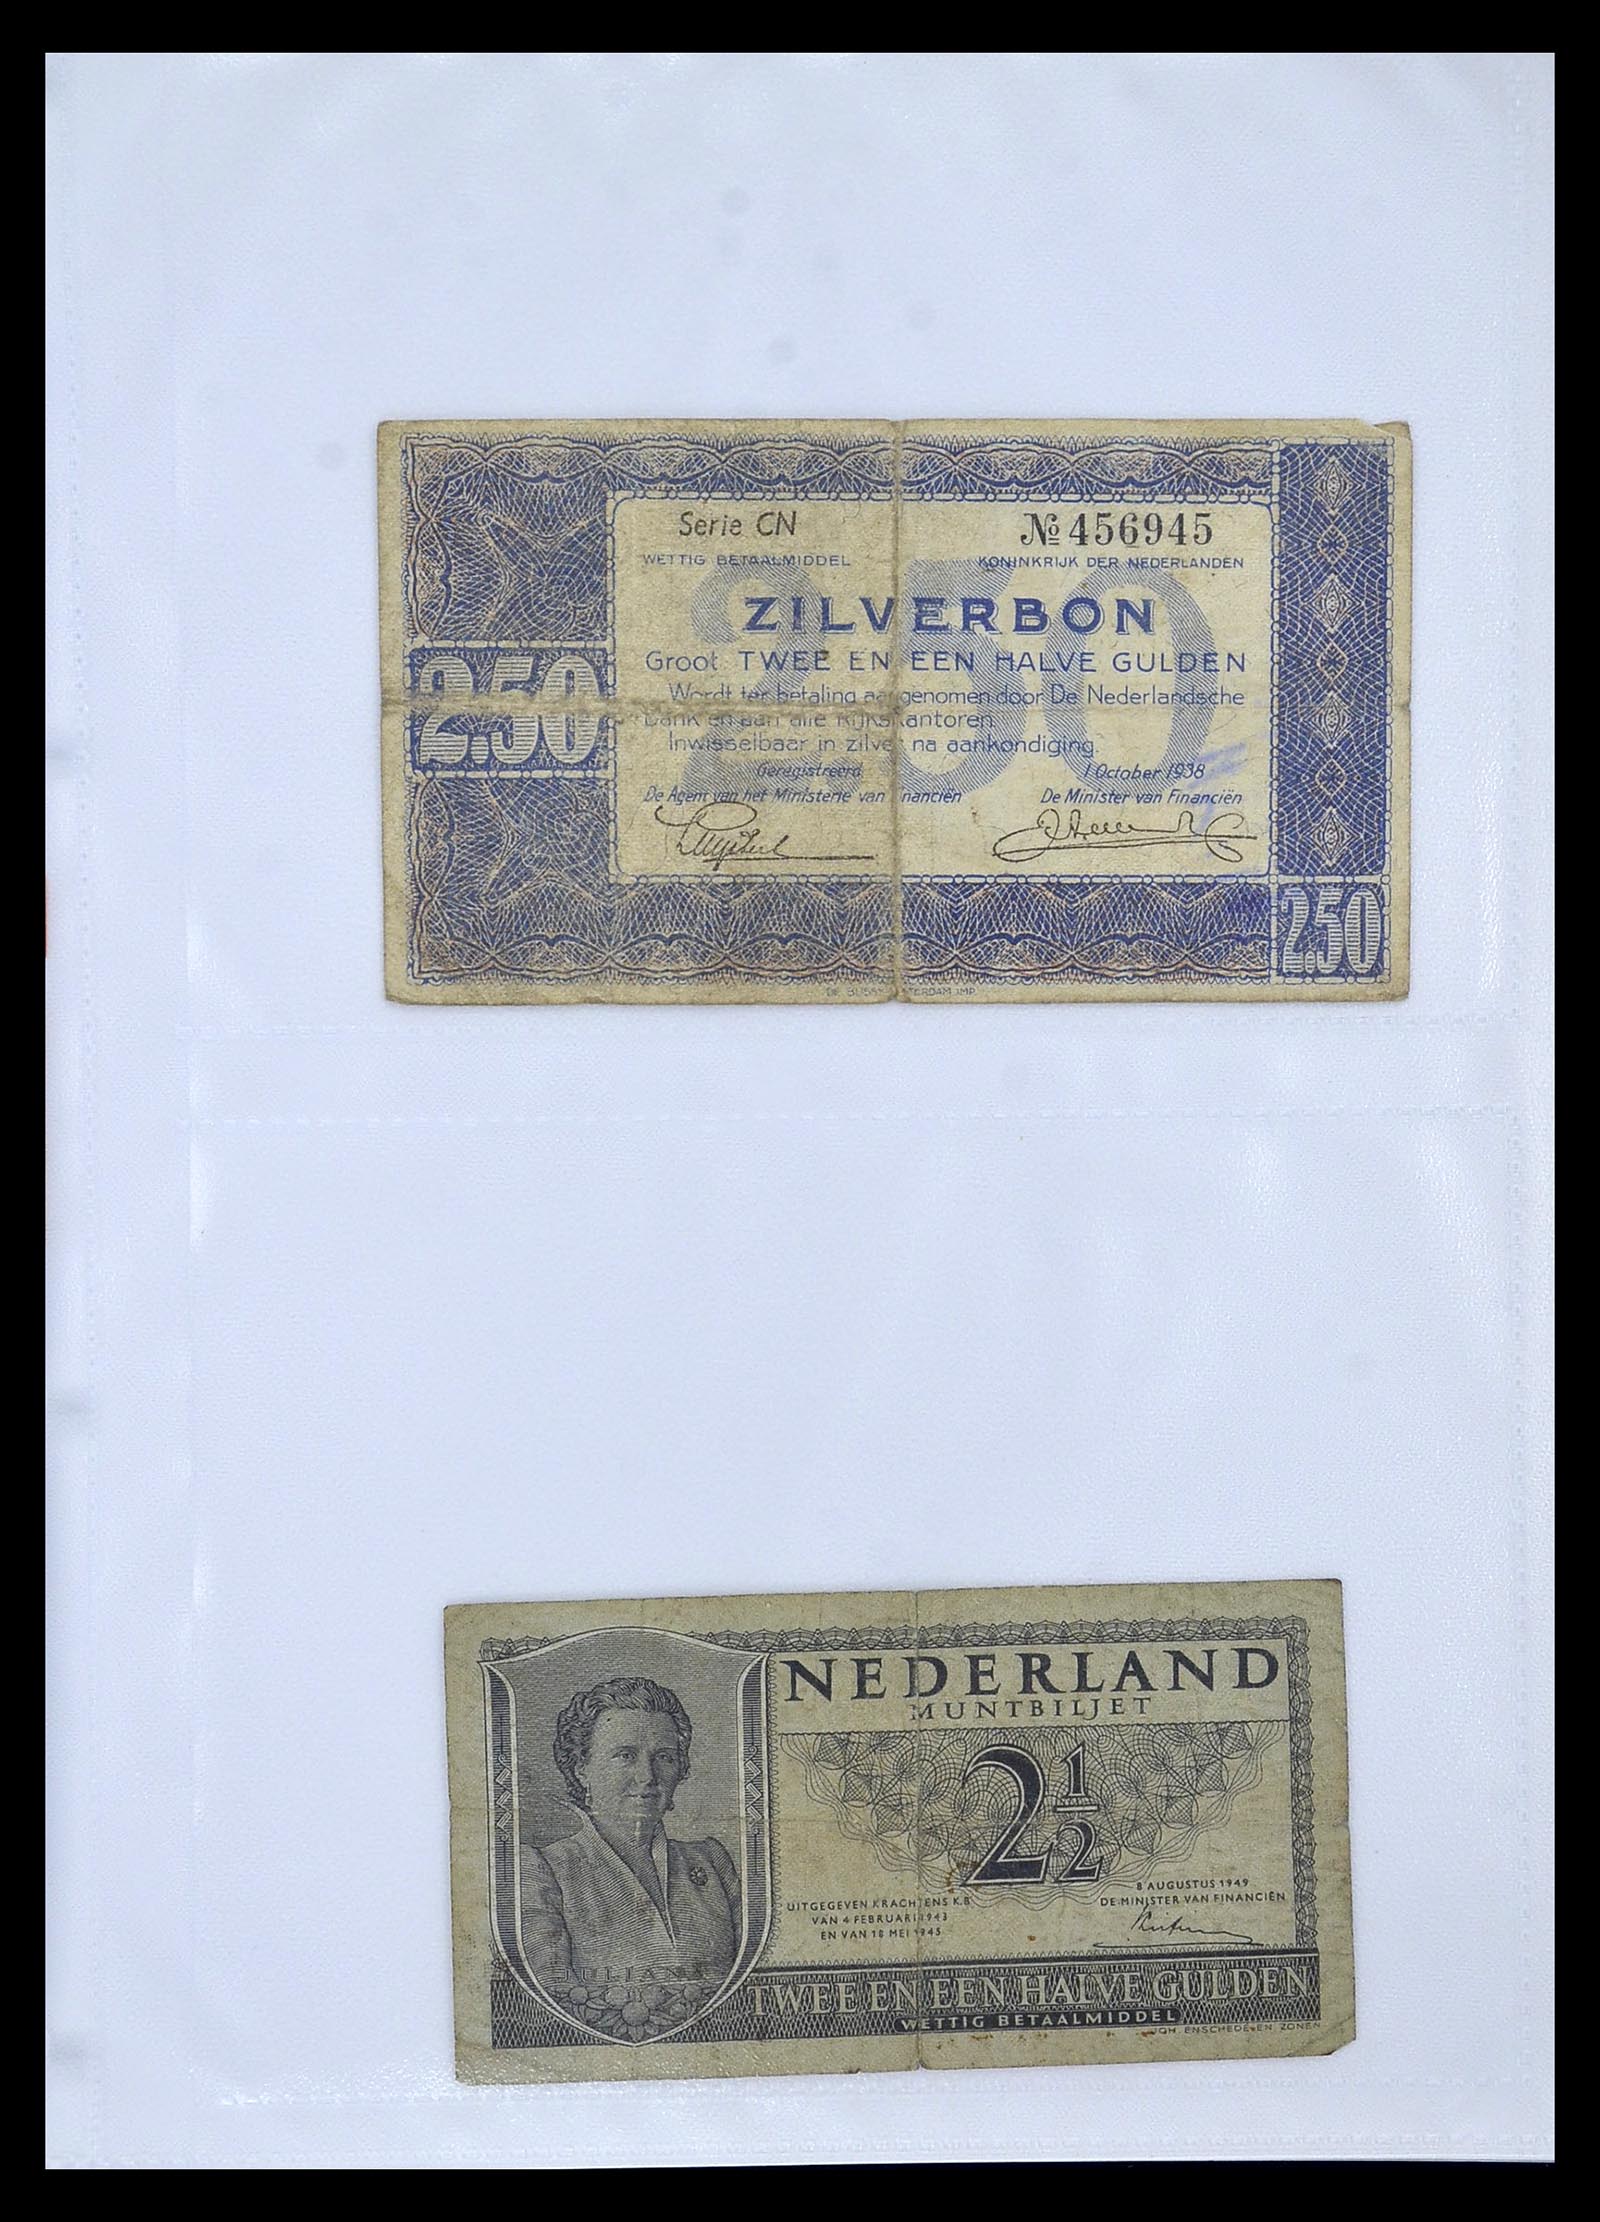 Serie CN № 456945
WETTIG BETAALMIDDEL KONINKRIJK DER NEDERLANDEN
ZILVERBON
Groot TWEE EN EEN HALVE GULDEN
2.50
Wordt ter betaling aangenomen door De Nederlandsche
Bank en aan alle Rijkskantoren
Inwisselbaar in zilver na aankondiging.
Geregistreerd 1 October 1938
De Agent van het Ministerie van Financiën De Minister van Financiën
2.50
NEDERLAND
MUNTBILJET
2½
8 AUGUSTUS 1949
UITGEGEVEN KRACHTENS K.B. DE MINISTER VAN FINANCIËN
VAN 4 FEBRUARI 1943
EN VAN 18 MEI 1945
JULIANA
TWEE EN EEN HALVE GULDEN
WETTIG BETAALMIDDEL
JOH. ENSCHEDÉ EN ZONEN